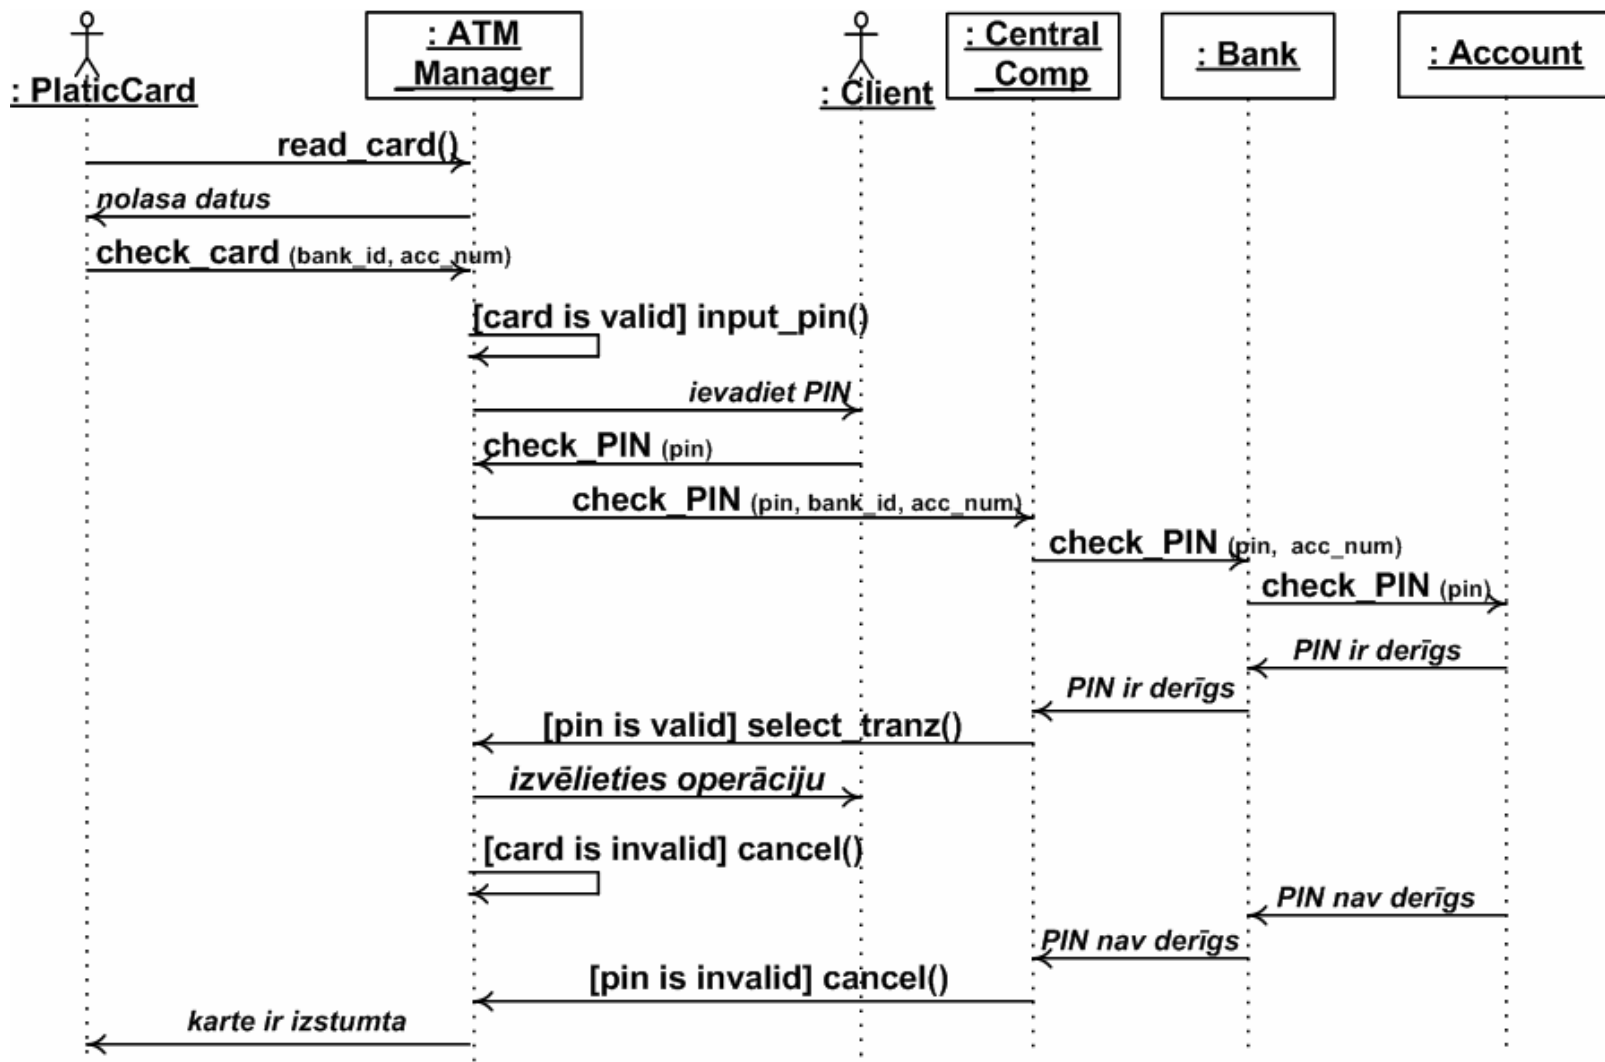 : PlaticCard
: ATM
_Manager
: Client
: Central
_Comp
: Bank
: Account
read_card()
nolasa datus
check_card (bank_id, acc_num)
[card is valid] input_pin()
ievadiet PIN
check_PIN (pin)
check_PIN (pin, bank_id, acc_num)
check_PIN (pin, acc_num)
check_PIN (pin)
PIN ir derīgs
PIN ir derīgs
[pin is valid] select_tranz()
izvēlieties operāciju
[card is invalid] cancel()
PIN nav derīgs
PIN nav derīgs
[pin is invalid] cancel()
karte ir izstumta